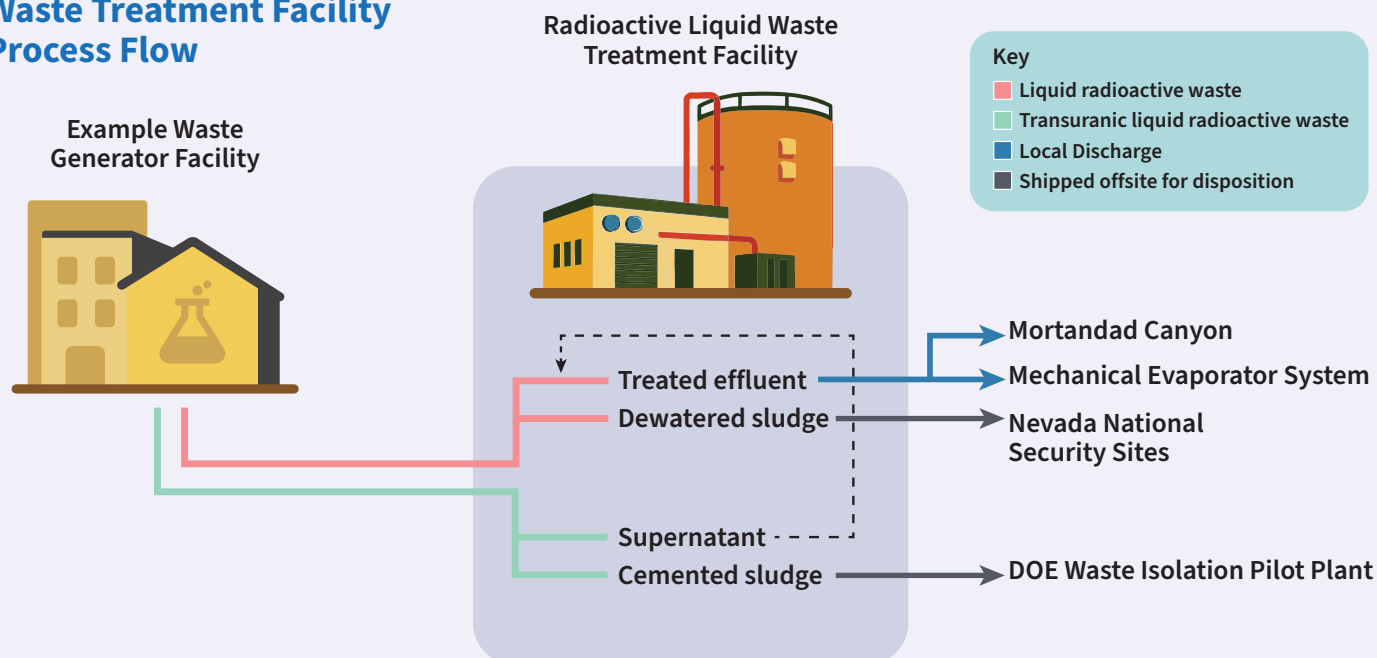 Waste Treatment Facility
Process Flow
Example Waste
Generator Facility
Radioactive Liquid Waste
Treatment Facility
Key
Liquid radioactive waste
Transuranic liquid radioactive waste
Local Discharge
Shipped offsite for disposition
Treated effluent
Dewatered sludge
Supernatant
Cemented sludge
Mortandad Canyon
Mechanical Evaporator System
Nevada National
Security Sites
DOE Waste Isolation Pilot Plant